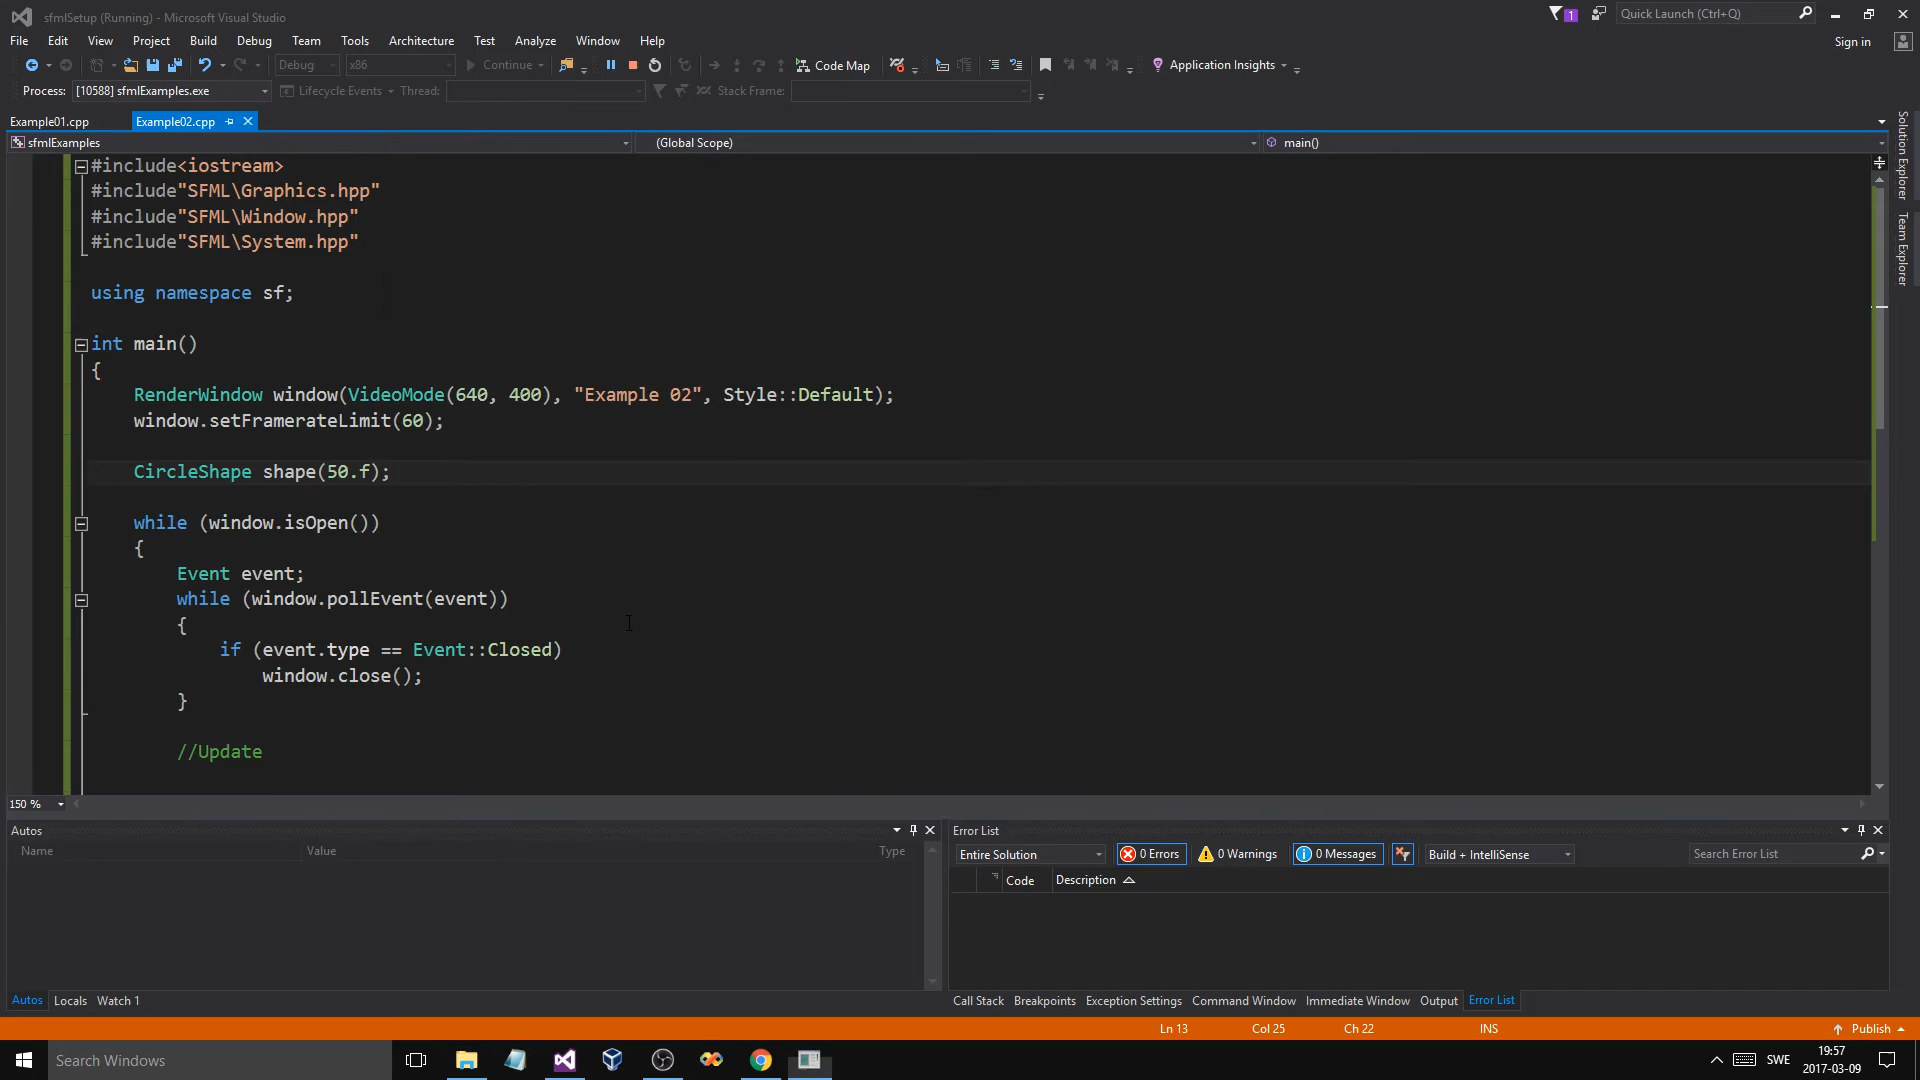 sfmlSetup (Running) - Microsoft Visual Studio
1
Quick Launch (Ctrl+Q)
File Edit View Project Build Debug Team Tools Architecture Test Analyze Window Help
Sign in
Debug x86 Continue Code Map Application Insights
Process: [10588] sfmlExamples.exe Lifecycle Events Thread: Stack Frame:
Example01.cpp Example02.cpp
sfmlExamples (Global Scope) main()
Solution Explorer
Team Explorer
#include<iostream>
#include"SFML\Graphics.hpp"
#include"SFML\Window.hpp"
#include"SFML\System.hpp"
using namespace sf;
int main()
{
RenderWindow window(VideoMode(640, 400), "Example 02", Style::Default);
window.setFramerateLimit(60);
CircleShape shape(50.f);
while (window.isOpen())
{
Event event;
while (window.pollEvent(event))
{
if (event.type == Event::Closed)
window.close();
}
//Update
150 %
Autos
Name Value Type
Autos Locals Watch 1
Error List
Entire Solution 0 Errors 0 Warnings 0 Messages Build + IntelliSense Search Error List
Code Description
Call Stack Breakpoints Exception Settings Command Window Immediate Window Output Error List
Ln 13 Col 25 Ch 22 INS Publish
Search Windows
SWE
19:57
2017-03-09